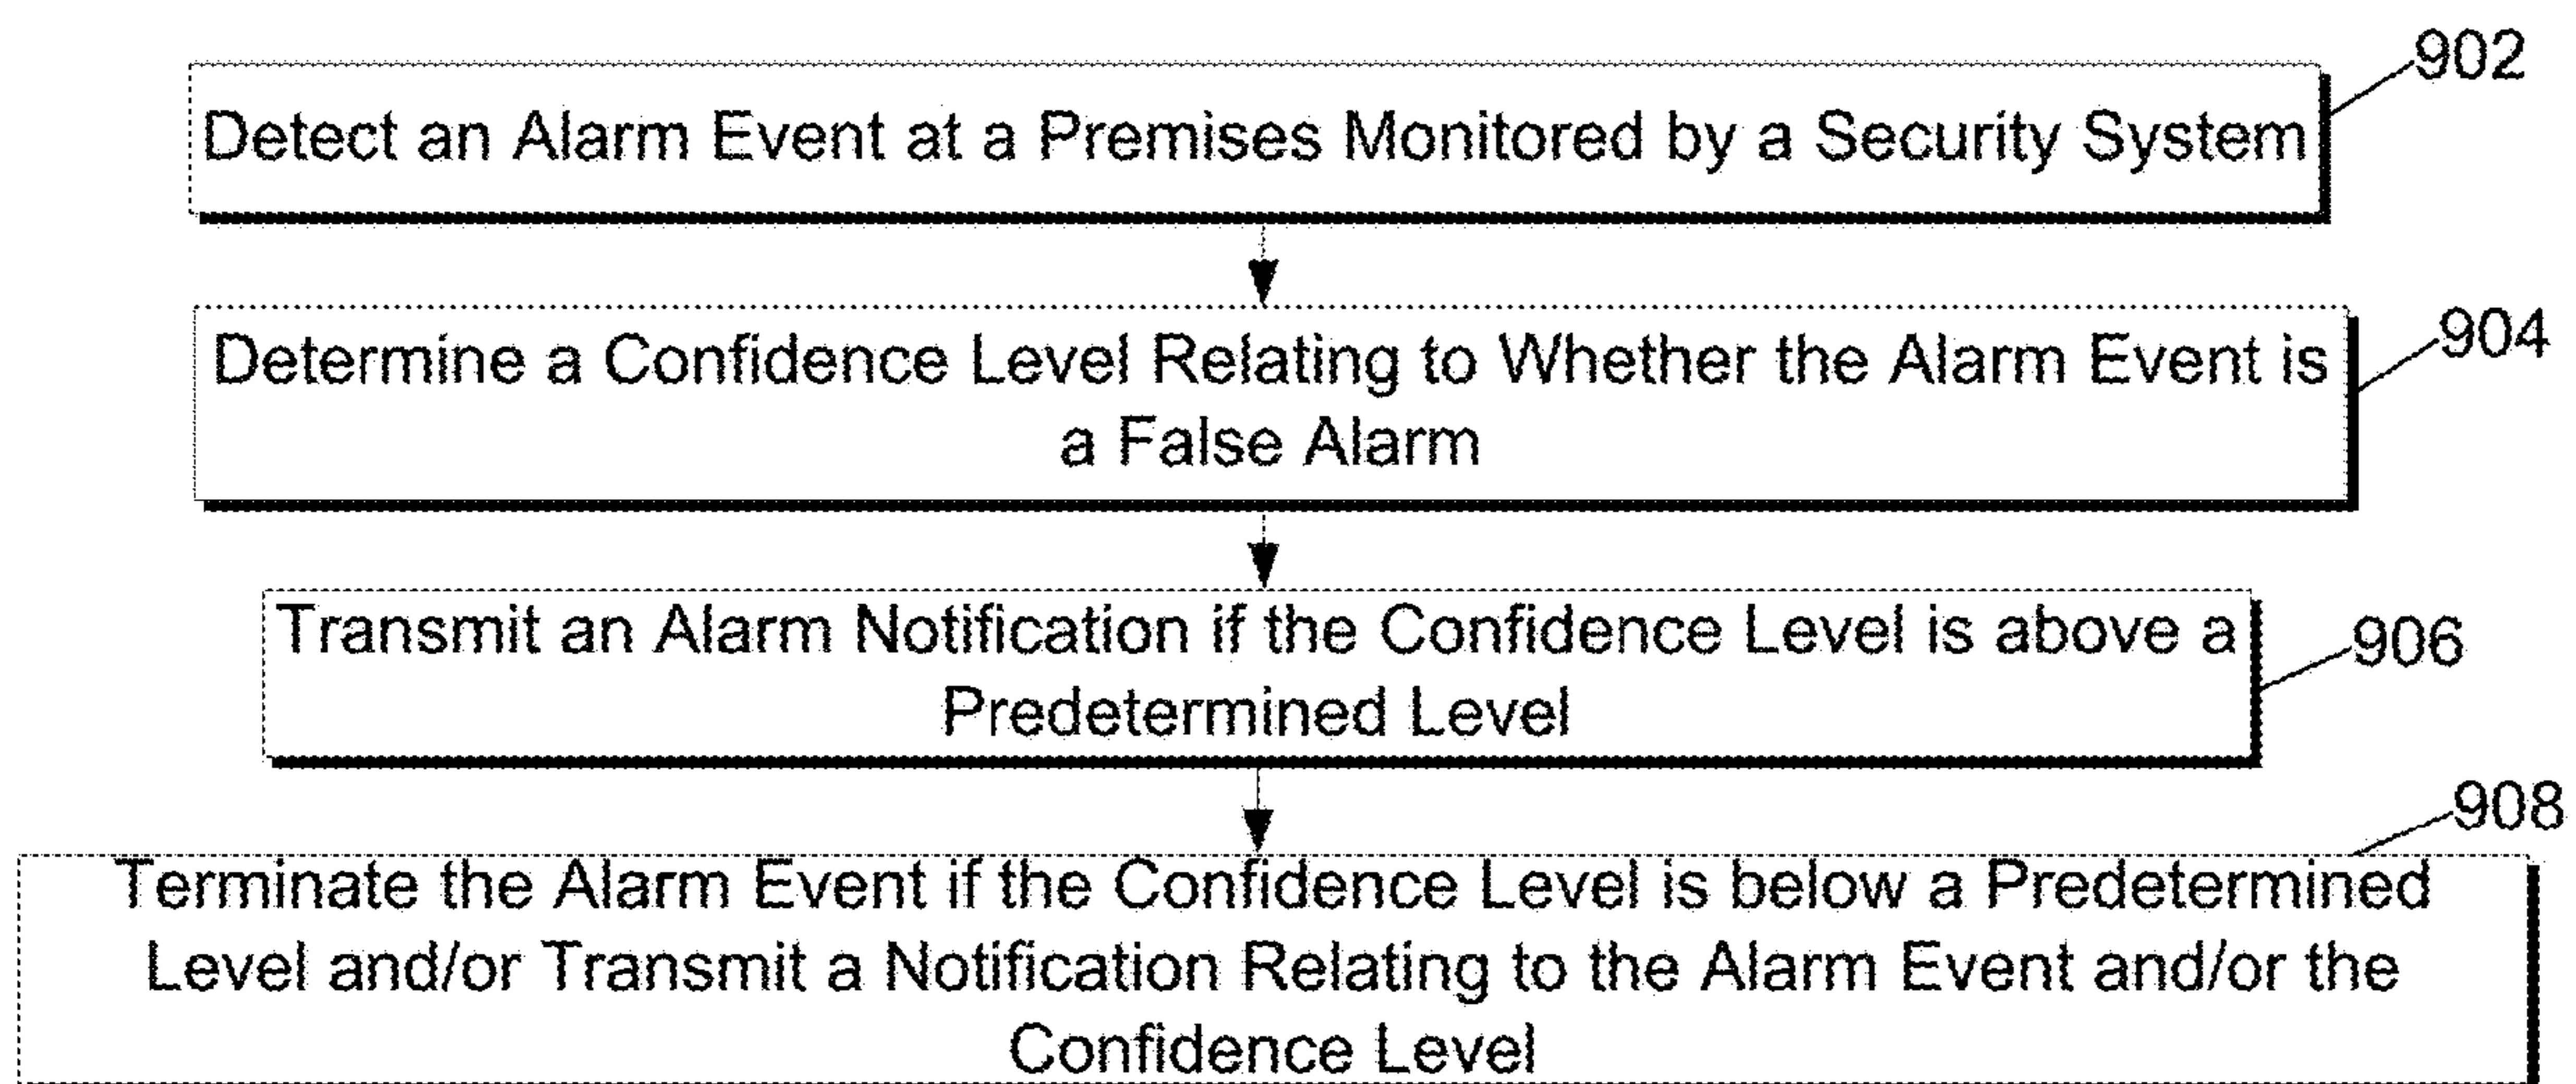 902
Detect an Alarm Event at a Premises Monitored by a Security System
904
Determine a Confidence Level Relating to Whether the Alarm Event is
a False Alarm
906
Transmit an Alarm Notification if the Confidence Level is above a
Predetermined Level
908
Terminate the Alarm Event if the Confidence Level is below a Predetermined
Level and/or Transmit a Notification Relating to the Alarm Event and/or the
Confidence Level